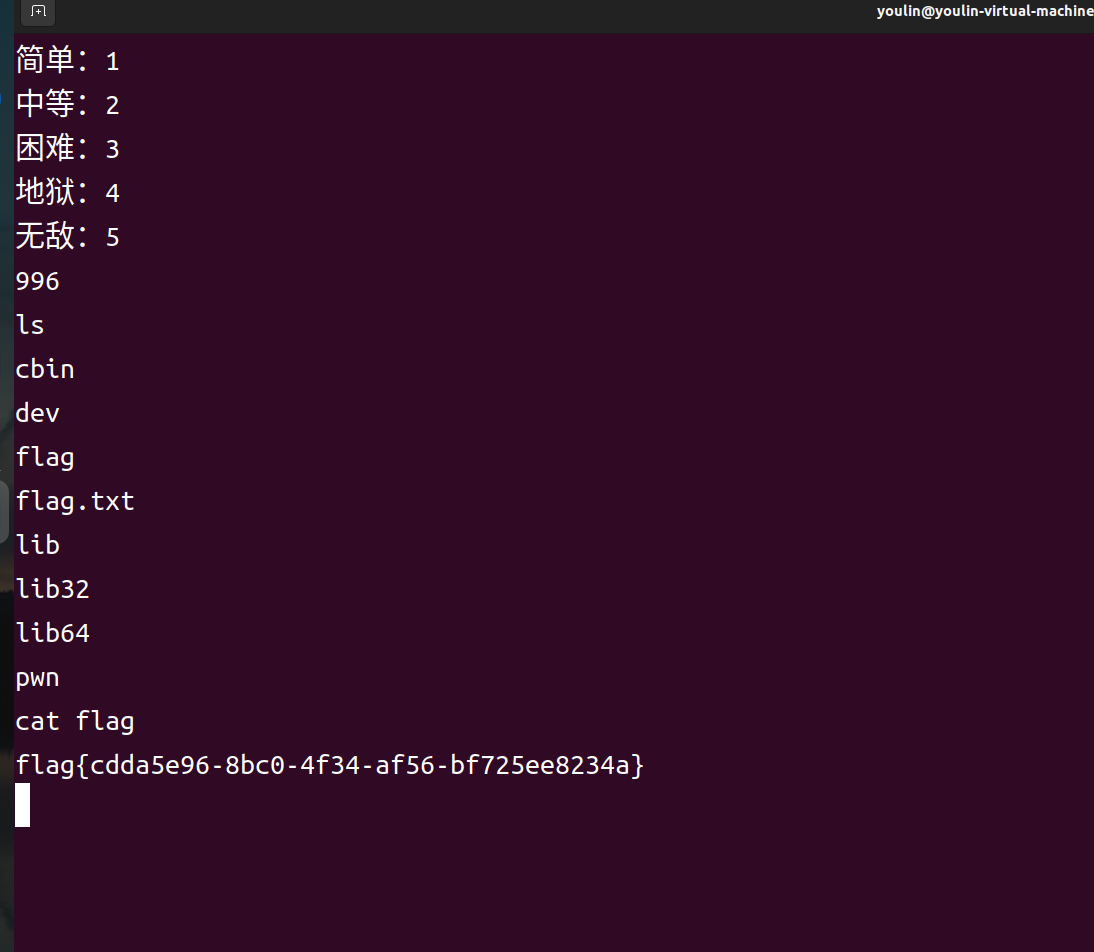 youlin@youlin-virtual-machine
简单：1
中等：2
困难：3
地狱：4
无敌：5
996
ls
cbin
dev
flag
flag.txt
lib
lib32
lib64
pwn
cat flag
flag{cdda5e96-8bc0-4f34-af56-bf725ee8234a}